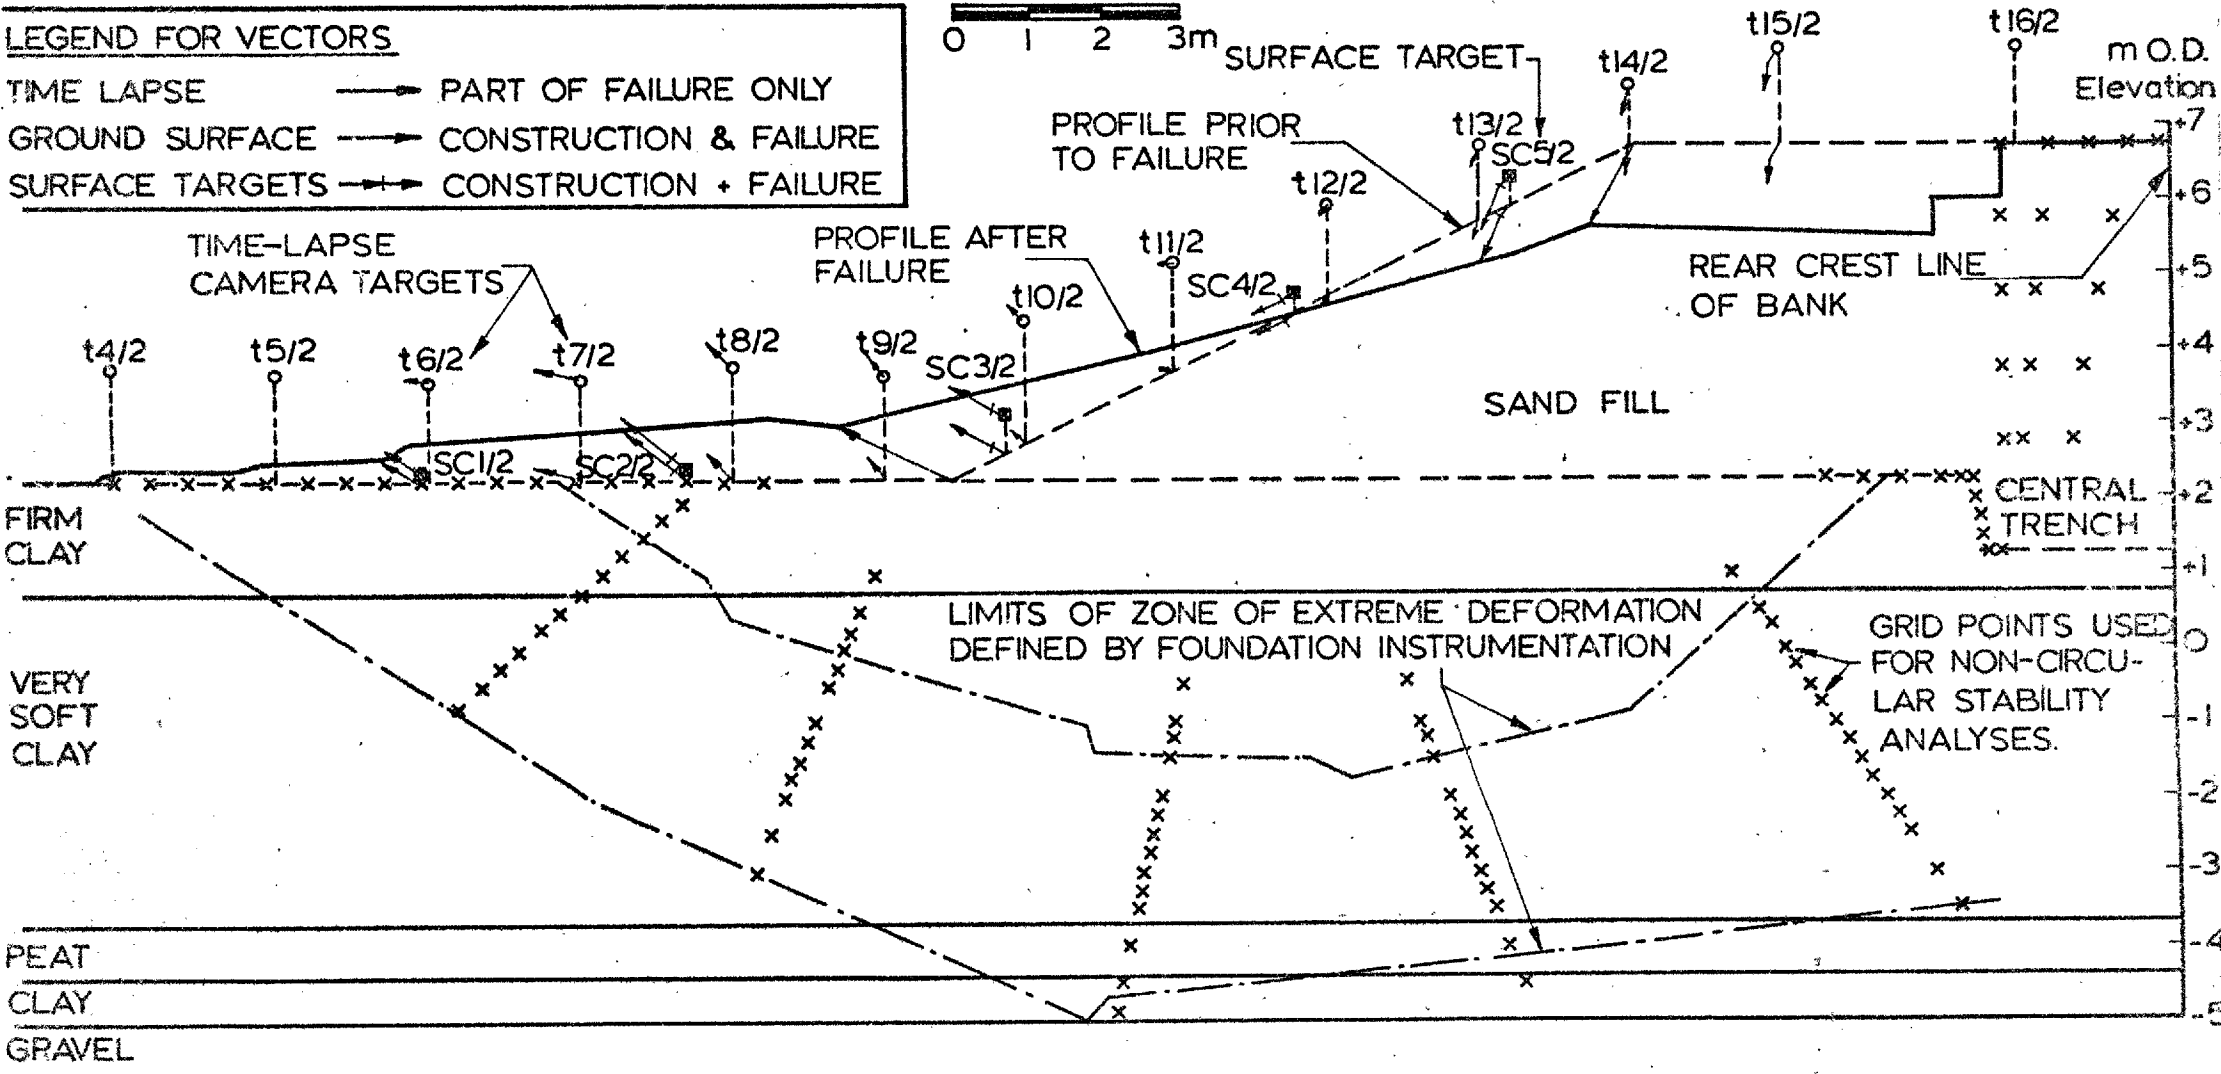 LEGEND FOR VECTORS
TIME LAPSE PART OF FAILURE ONLY
GROUND SURFACE CONSTRUCTION & FAILURE
SURFACE TARGETS CONSTRUCTION + FAILURE
0 1 2 3m
SURFACE TARGET
t14/2
t15/2
t16/2
m O.D.
Elevation
PROFILE PRIOR
TO FAILURE
t13/2
SC5/2
t12/2
TIME-LAPSE
CAMERA TARGETS
PROFILE AFTER
FAILURE
t11/2
SC4/2
t10/2
REAR CREST LINE
OF BANK
t4/2
t5/2
t6/2
t7/2
t8/2
t9/2
SC3/2
SAND FILL
SC1/2
SC2/2
CENTRAL
TRENCH
FIRM
CLAY
LIMITS OF ZONE OF EXTREME DEFORMATION
DEFINED BY FOUNDATION INSTRUMENTATION
GRID POINTS USED
FOR NON-CIRCU-
LAR STABILITY
ANALYSES.
VERY
SOFT
CLAY
PEAT
CLAY
GRAVEL
+7
+6
+5
+4
+3
+2
+1
0
-1
-2
-3
-4
-5